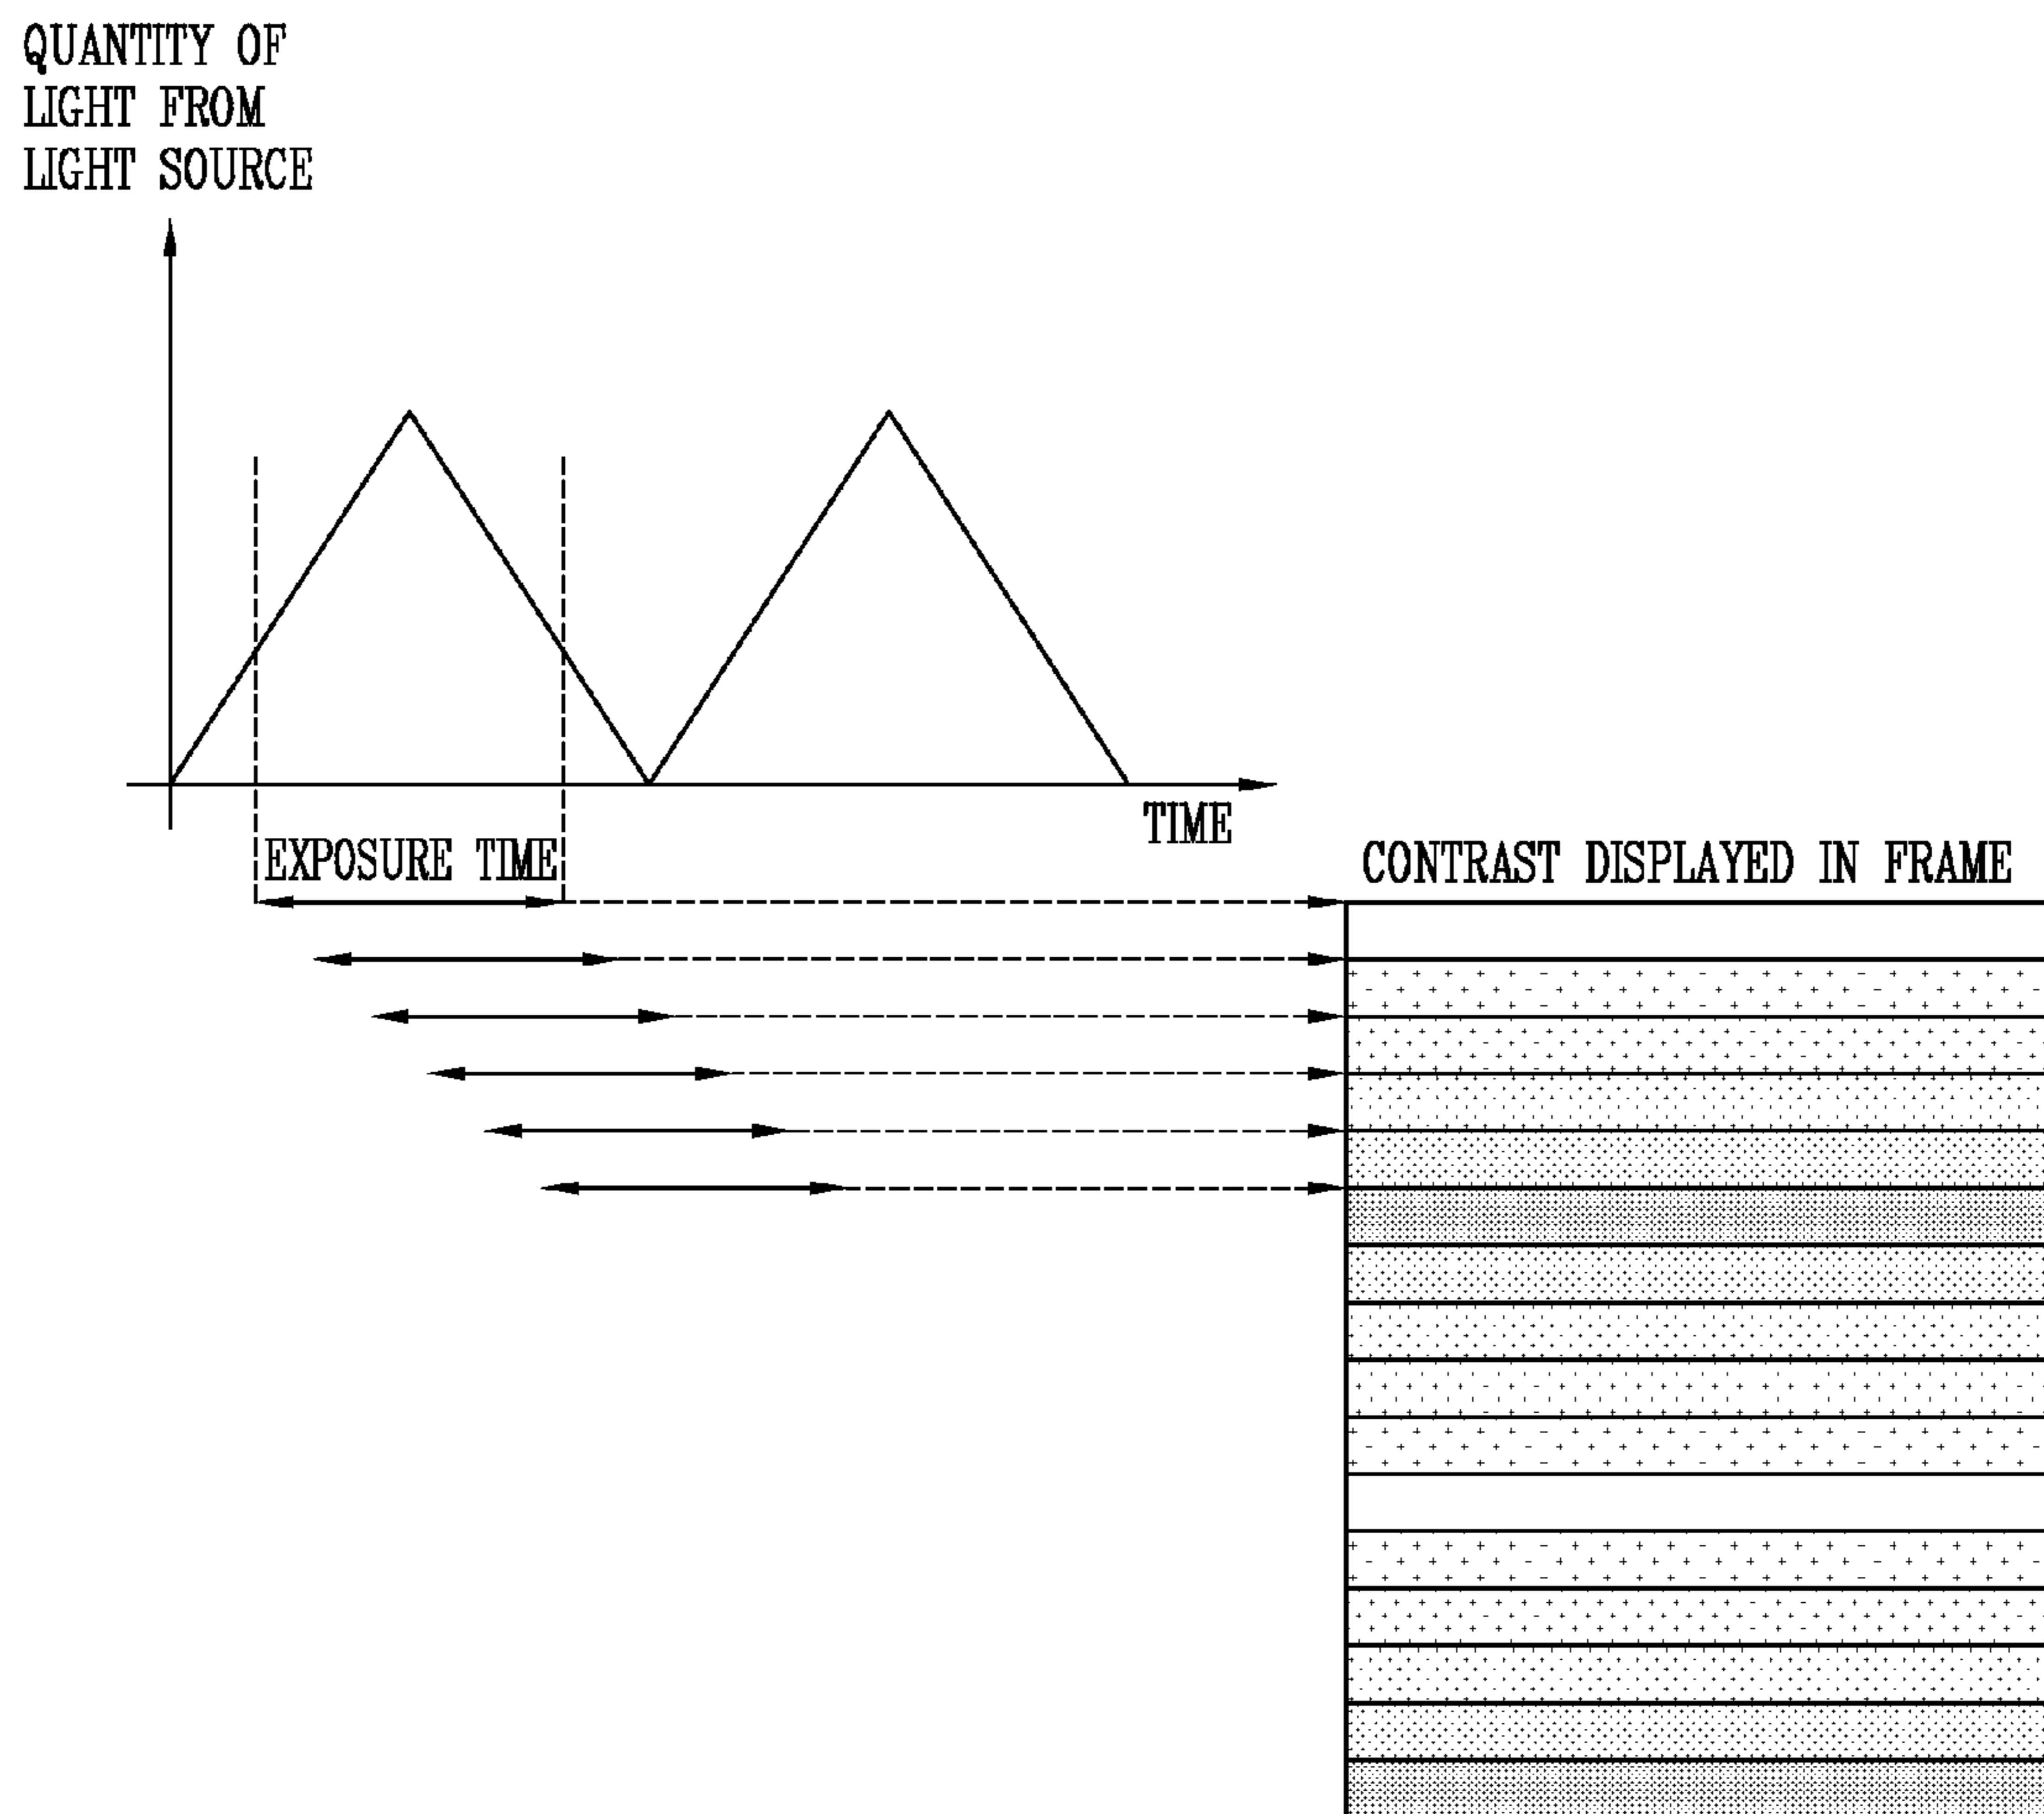 QUANTITY OF
LIGHT FROM
LIGHT SOURCE
TIME
EXPOSURE TIME
CONTRAST DISPLAYED IN FRAME